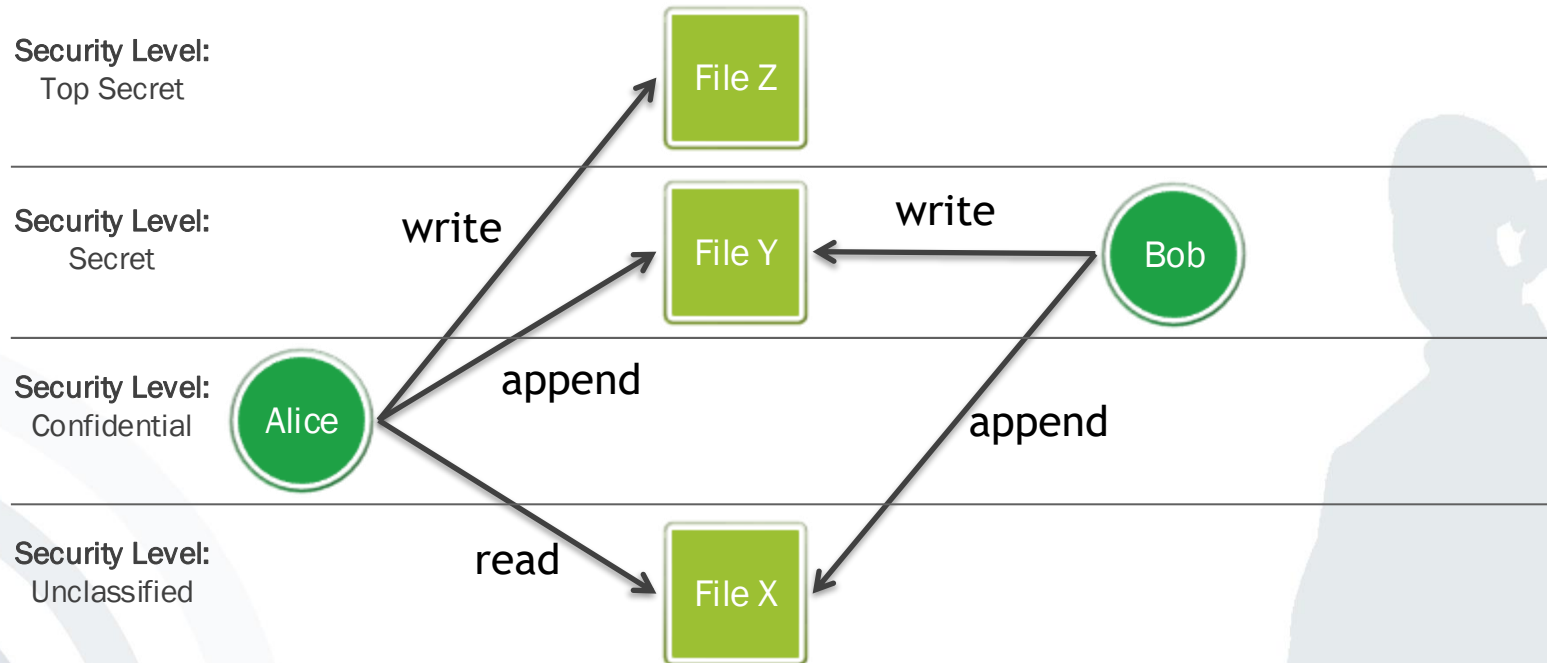 Security Level:
Top Secret
File Z
Security Level:
Secret
write
File Y
write
Bob
Security Level:
Confidential
Alice
append
append
Security Level:
Unclassified
read
File X